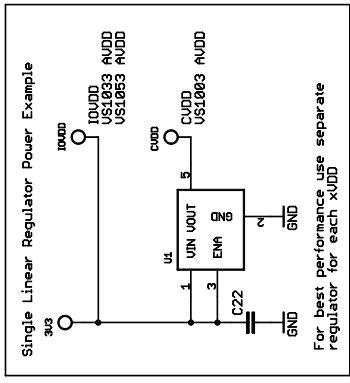 Single Linear Regulator Power Example
3V3
IOVDD
IOVDD
VS1033 AVDD
VS1053 AVDD
CVDD
CVDD
VS1003 AVDD
U1
1
VIN
VOUT
5
3
ENA
GND
2
C22
GND
GND
For best performance use separate
regulator for each xVDD